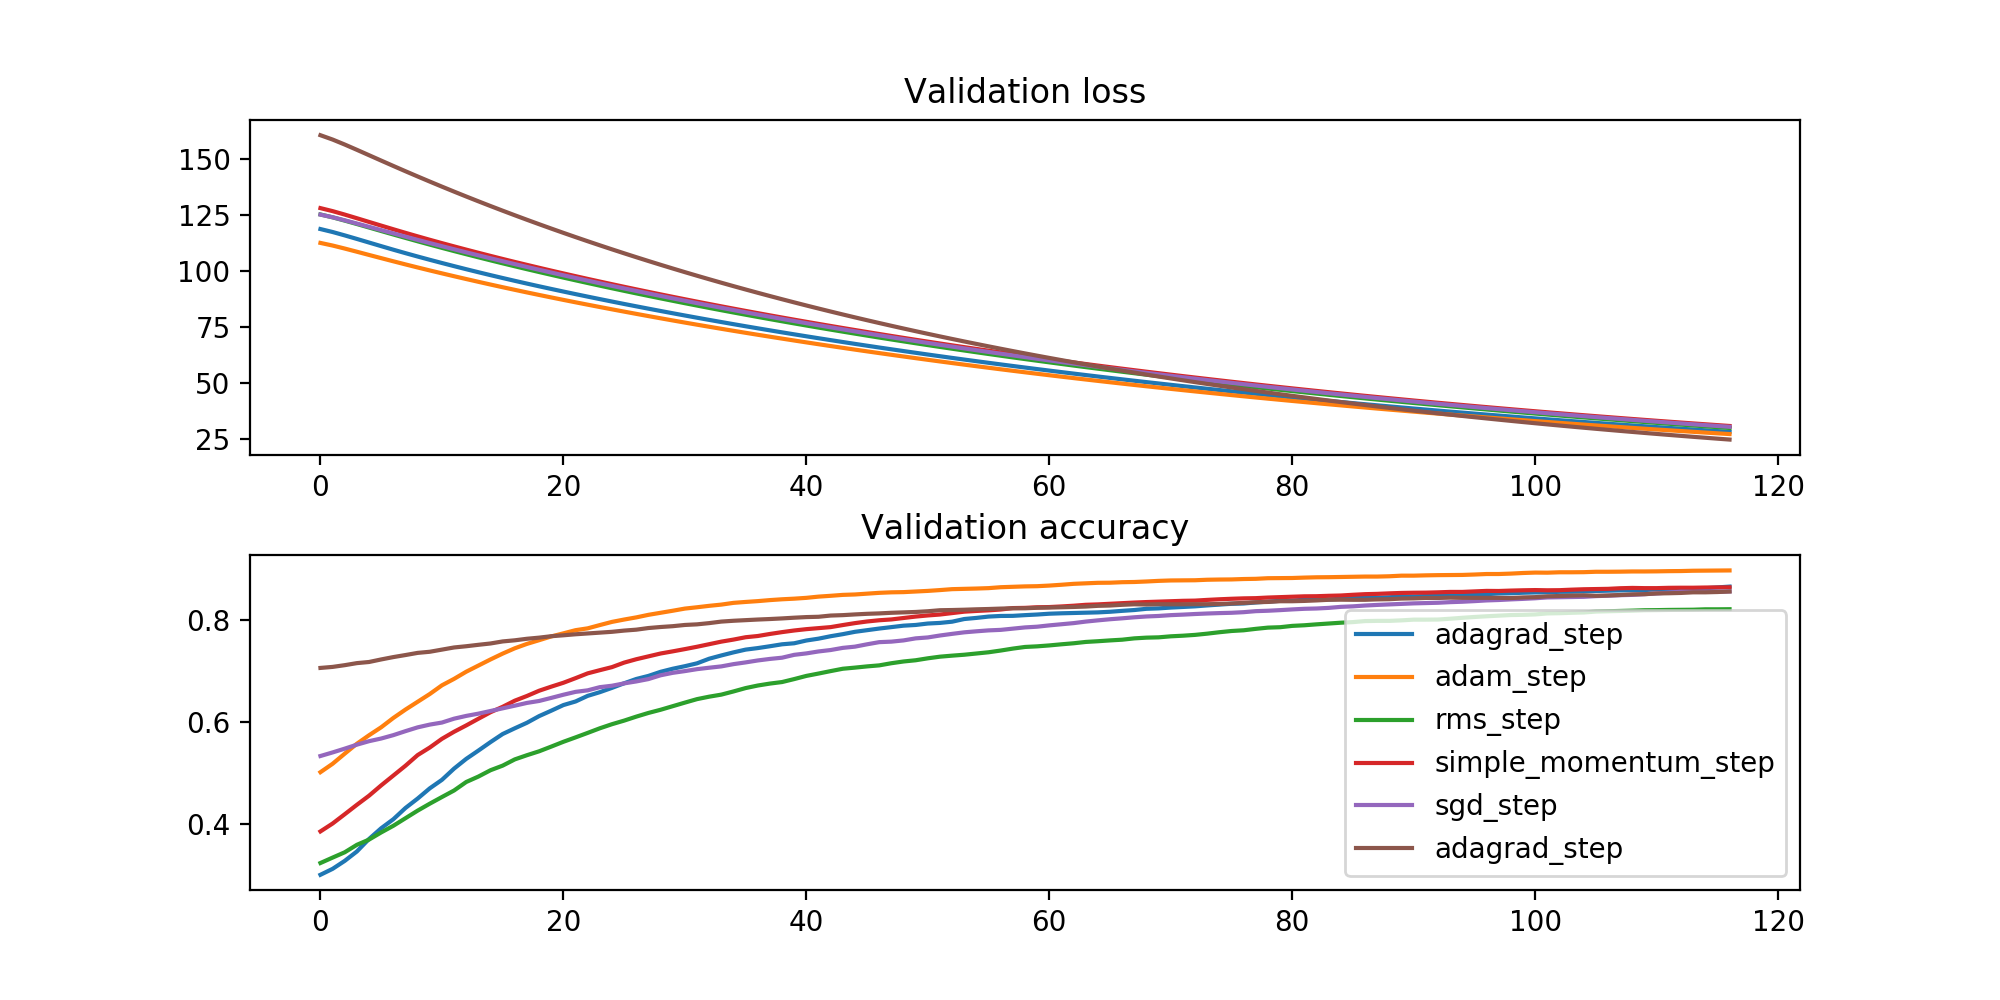 Validation loss
150
125
100
75
50
25
0 20 40 60 80 100 120
Validation accuracy
0.8
0.6
0.4
adagrad_step
adam_step
rms_step
simple_momentum_step
sgd_step
adagrad_step
0 20 40 60 80 100 120